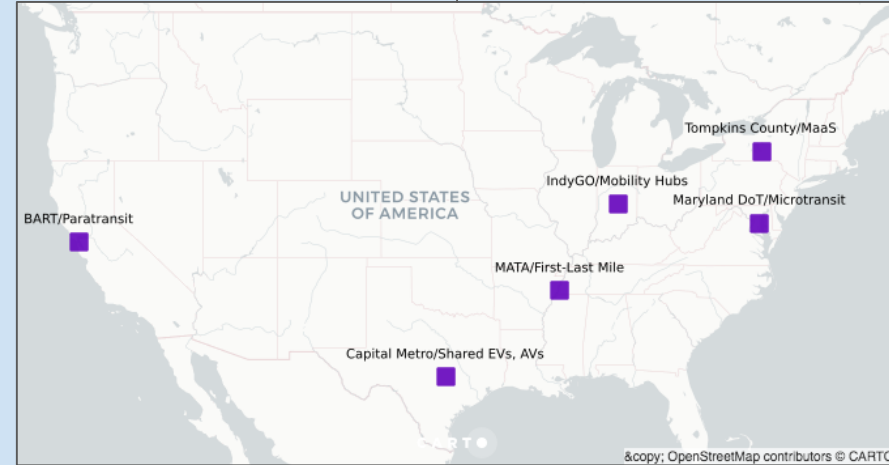 Tompkins County/MaaS
IndyGO/Mobility Hubs
Maryland DoT/Microtransit
UNITED STATES
OF AMERICA
BART/Paratransit
MATA/First-Last Mile
Capital Metro/Shared EVs, AVs
CARTO
&copy; OpenStreetMap contributors © CARTO